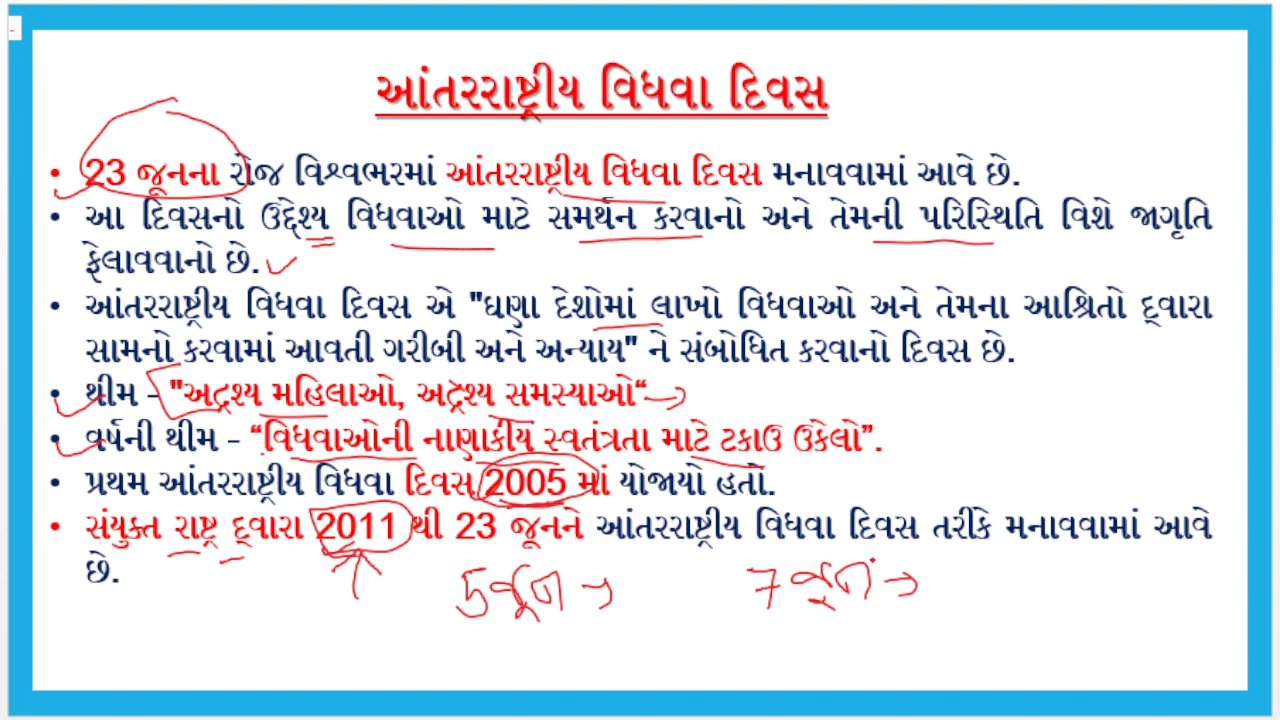 આંતરરાષ્ટ્રીય વિધવા દિવસ
• 23 જૂનના રોજ વિશ્વભરમાં આંતરરાષ્ટ્રીય વિધવા દિવસ મનાવવામાં આવે છે.
• આ દિવસનો ઉદ્દેશ્ય વિધવાઓ માટે સમર્થન કરવાનો અને તેમની પરિસ્થિતિ વિશે જાગૃતિ
ફેલાવવાનો છે.
• આંતરરાષ્ટ્રીય વિધવા દિવસ એ "ઘણા દેશોમાં લાખો વિધવાઓ અને તેમના આશ્રિતો દ્વારા
સામનો કરવામાં આવતી ગરીબી અને અન્યાય" ને સંબોધિત કરવાનો દિવસ છે.
• થીમ - "અદ્રશ્ય મહિલાઓ, અદ્રશ્ય સમસ્યાઓ“
• વર્ષની થીમ - “વિધવાઓની નાણાકીય સ્વતંત્રતા માટે ટકાઉ ઉકેલો”.
• પ્રથમ આંતરરાષ્ટ્રીય વિધવા દિવસ 2005 માં યોજાયો હતો.
• સંયુક્ત રાષ્ટ્ર દ્વારા 2011 થી 23 જૂનને આંતરરાષ્ટ્રીય વિધવા દિવસ તરીકે મનાવવામાં આવે
છે.
5 જૂન → 7 જૂન →